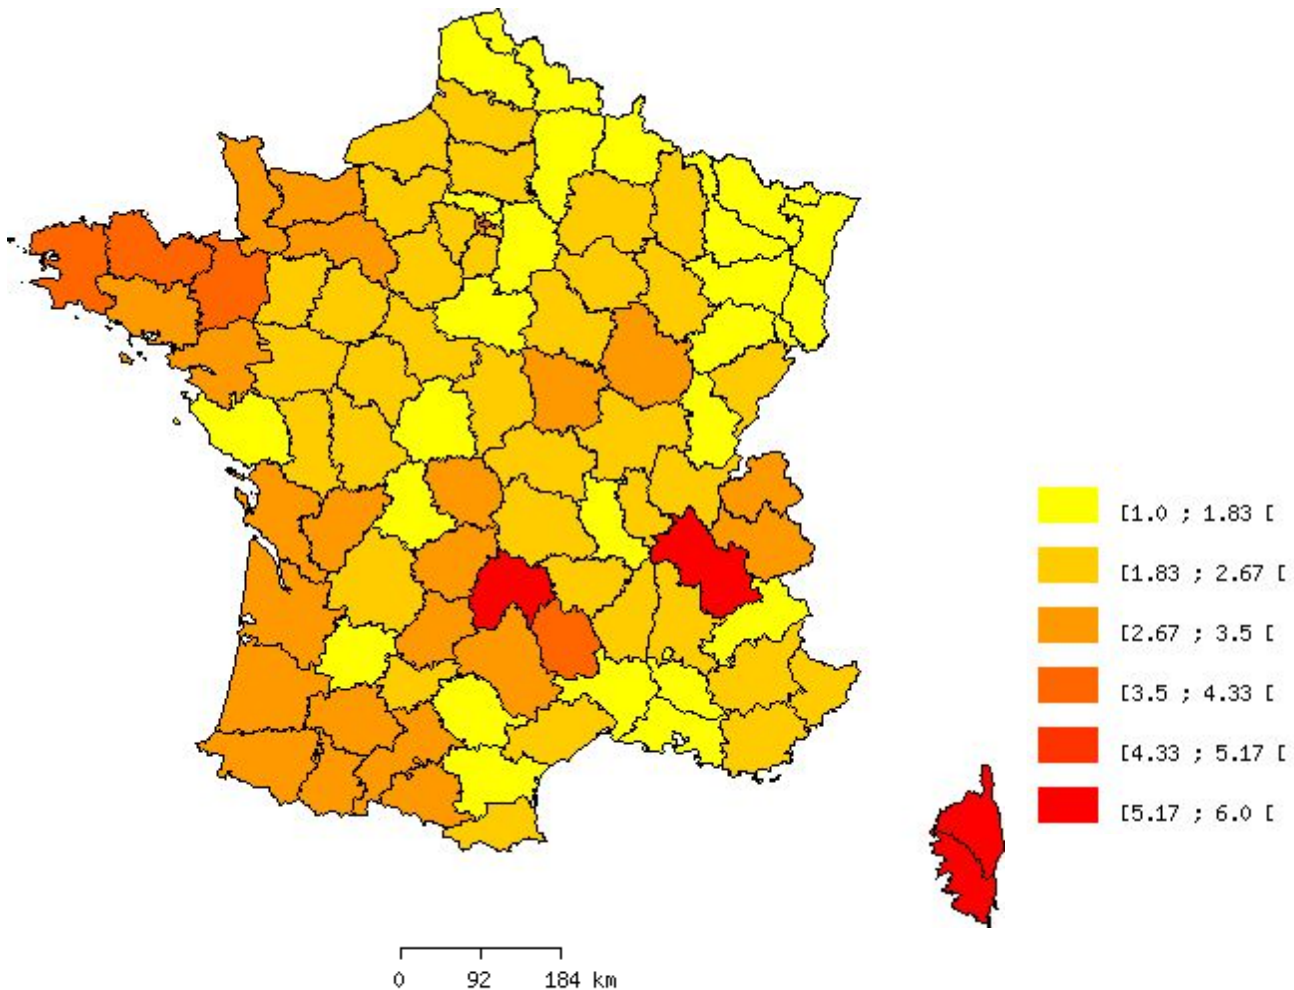 [1.0 ; 1.83 [
[1.83 ; 2.67 [
[2.67 ; 3.5 [
[3.5 ; 4.33 [
[4.33 ; 5.17 [
[5.17 ; 6.0 [
0 92 184 km